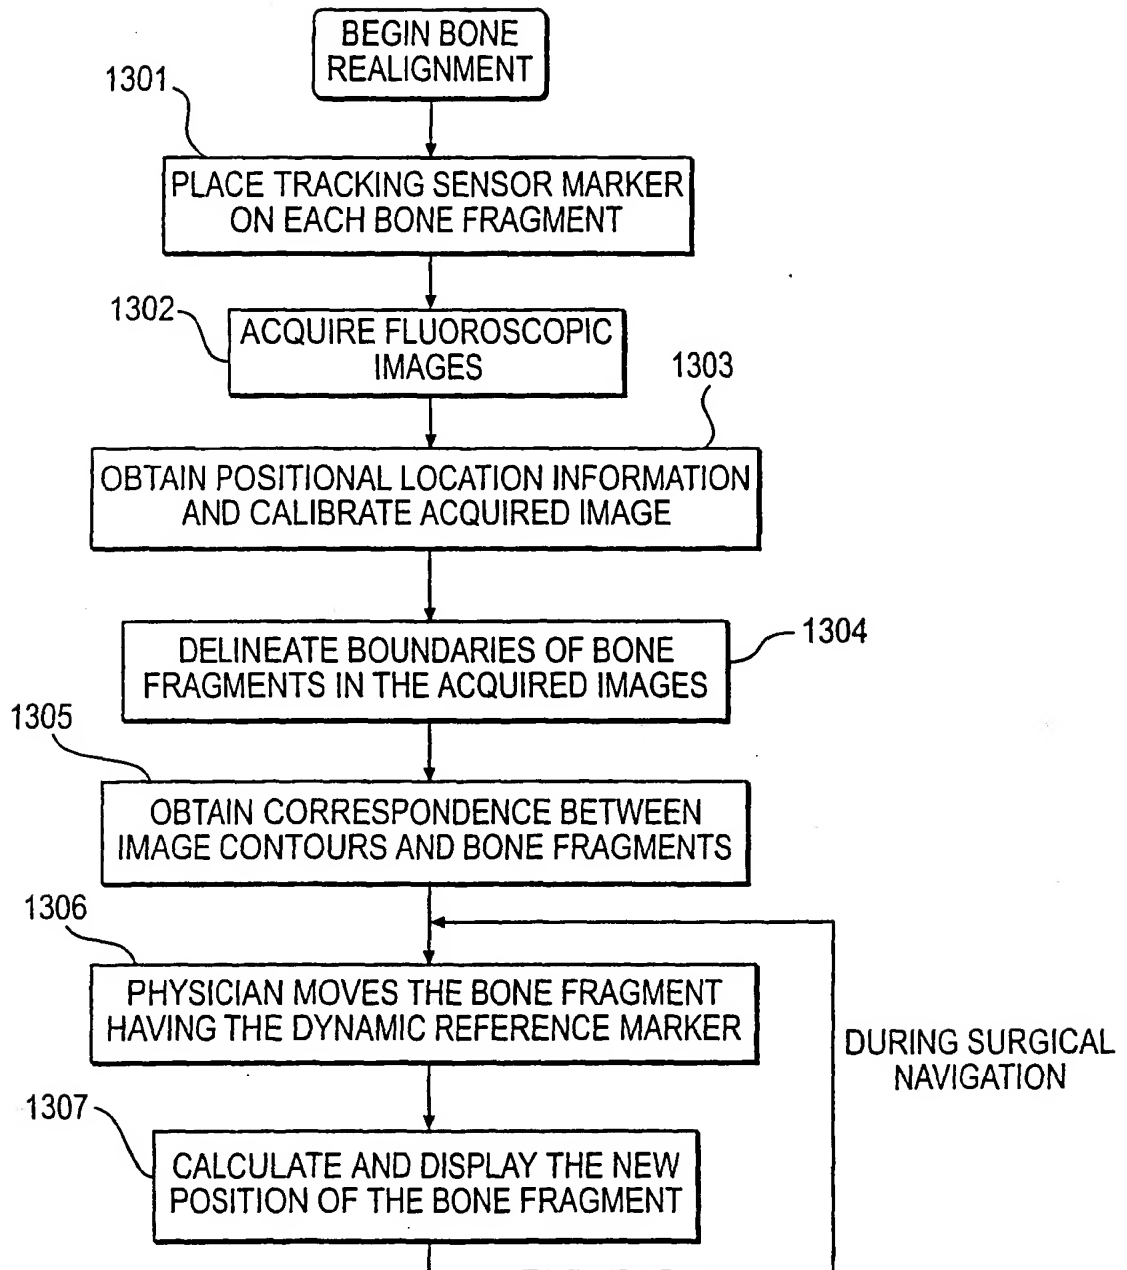 BEGIN BONE
REALIGNMENT
1301
PLACE TRACKING SENSOR MARKER
ON EACH BONE FRAGMENT
1302
ACQUIRE FLUOROSCOPIC
IMAGES
1303
OBTAIN POSITIONAL LOCATION INFORMATION
AND CALIBRATE ACQUIRED IMAGE
1304
DELINEATE BOUNDARIES OF BONE
FRAGMENTS IN THE ACQUIRED IMAGES
1305
OBTAIN CORRESPONDENCE BETWEEN
IMAGE CONTOURS AND BONE FRAGMENTS
1306
PHYSICIAN MOVES THE BONE FRAGMENT
HAVING THE DYNAMIC REFERENCE MARKER
DURING SURGICAL
NAVIGATION
1307
CALCULATE AND DISPLAY THE NEW
POSITION OF THE BONE FRAGMENT